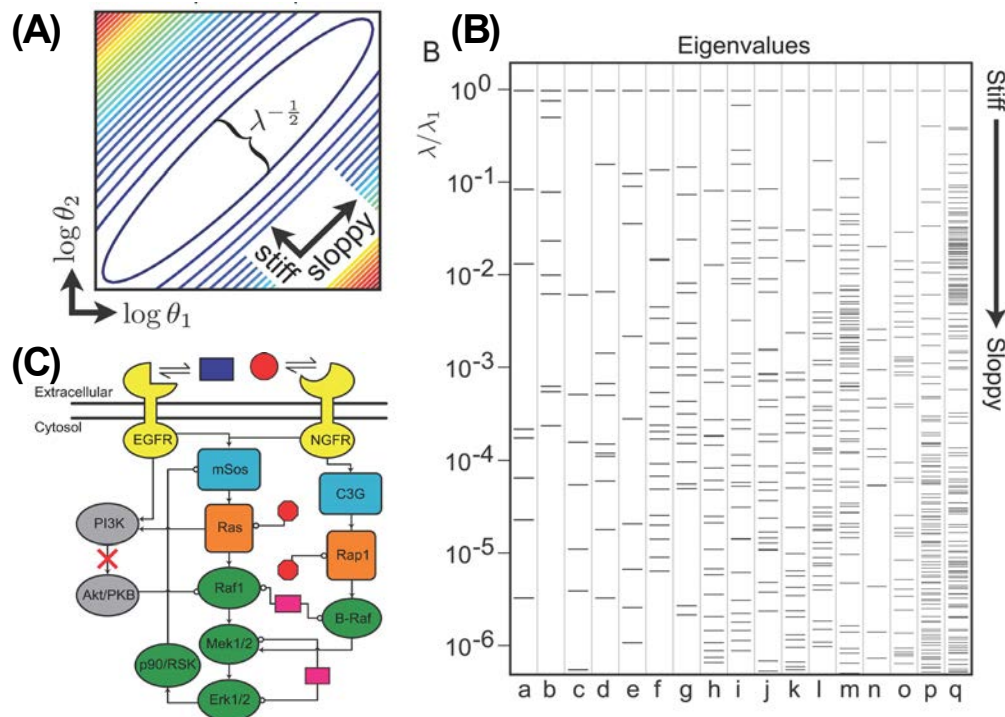 (A)
log θ2
log θ1
λ^-1/2
stiff
sloppy
(B)
B
Eigenvalues
λ/λ1
10^0
10^-1
10^-2
10^-3
10^-4
10^-5
10^-6
Stiff
Sloppy
a b c d e f g h i j k l m n o p q
(C)
Extracellular
Cytosol
EGFR
NGFR
mSos
C3G
PI3K
Ras
Rap1
Akt/PKB
Raf1
B-Raf
Mek1/2
p90/RSK
Erk1/2